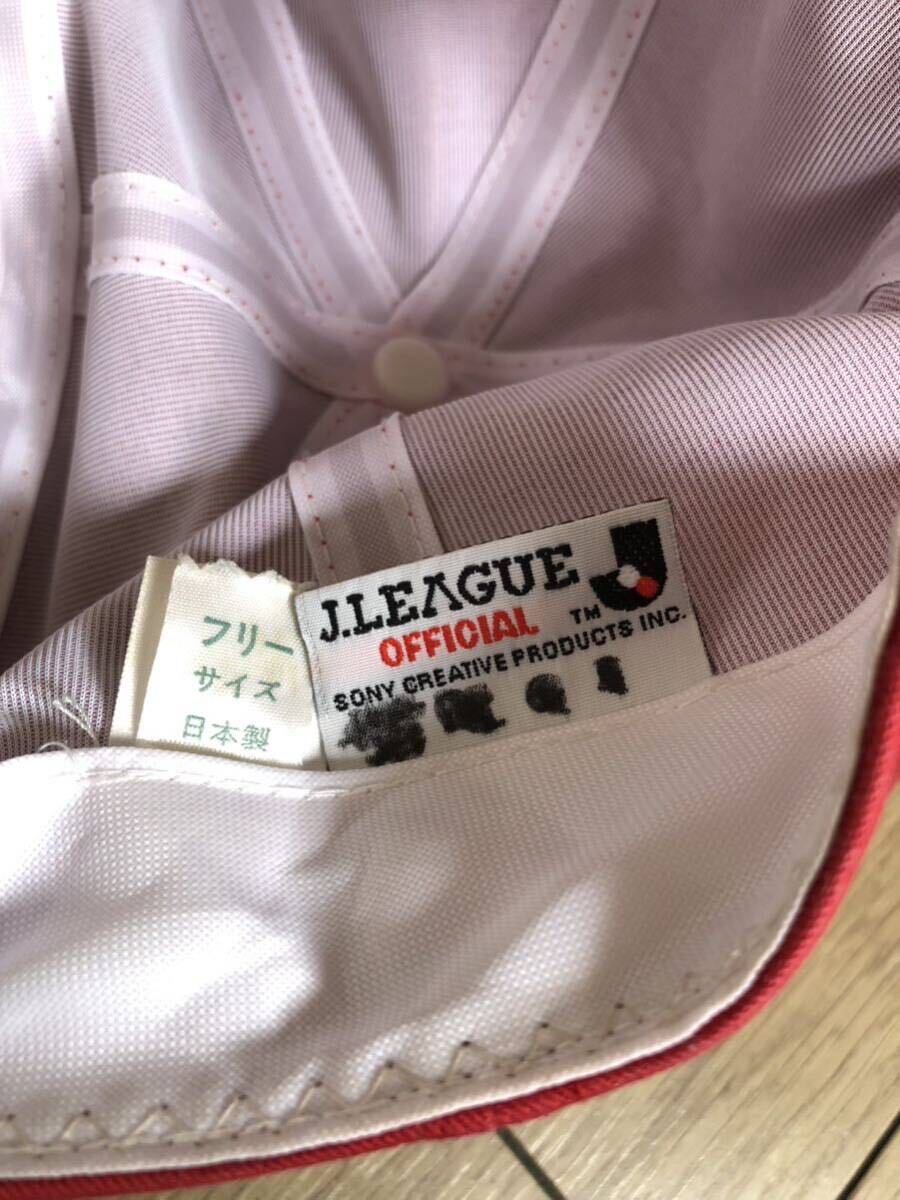 フリー
サイズ
日本製
J.LEAGUE
OFFICIAL ™
SONY CREATIVE PRODUCTS INC.